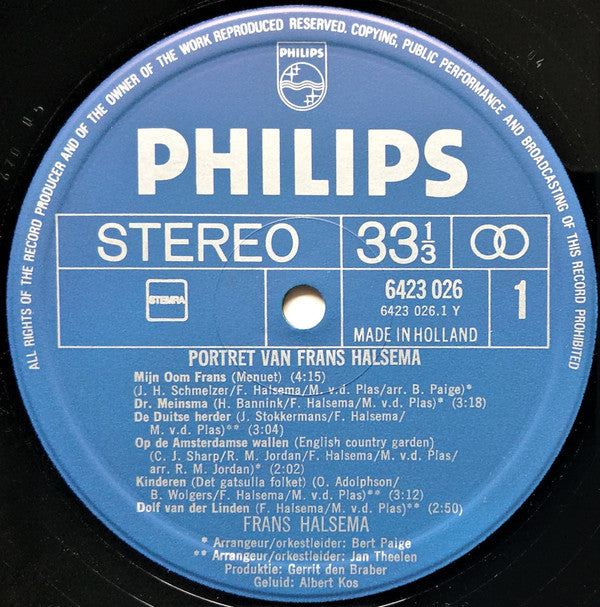 ALL RIGHTS OF THE RECORD PRODUCER AND OF THE OWNER OF THE WORK REPRODUCED RESERVED. COPYING, PUBLIC PERFORMANCE AND BROADCASTING OF THIS RECORD PROHIBITED
PHILIPS
PHILIPS
STEREO 33⅓
STEMRA 6423 026 1
6423 026.1 Y
MADE IN HOLLAND
PORTRET VAN FRANS HALSEMA
Mijn Oom Frans (Menuet) (4:15)
(J. H. Schmelzer/F. Halsema/M. v.d. Plas/arr. B. Paige)*
Dr. Meinsma (H. Bannink/F. Halsema/M. v.d. Plas)* (3:18)
De Duitse herder (J. Stokkermans/F. Halsema/
M. v.d. Plas)** (3:04)
Op de Amsterdamse wallen (English country garden)
(C. J. Sharp/R. M. Jordan/F. Halsema/M. v.d. Plas/
arr. R. M. Jordan)* (2:02)
Kinderen (Det gatsulla folket) (O. Adolphson/
B. Wolgers/F. Halsema/M. v.d. Plas)** (3:12)
Dolf van der Linden (F. Halsema/M. v.d. Plas)** (2:50)
FRANS HALSEMA
* Arrangeur/orkestleider: Bert Paige
** Arrangeur/orkestleider: Jan Theelen
Produktie: Gerrit den Braber
Geluid: Albert Kos